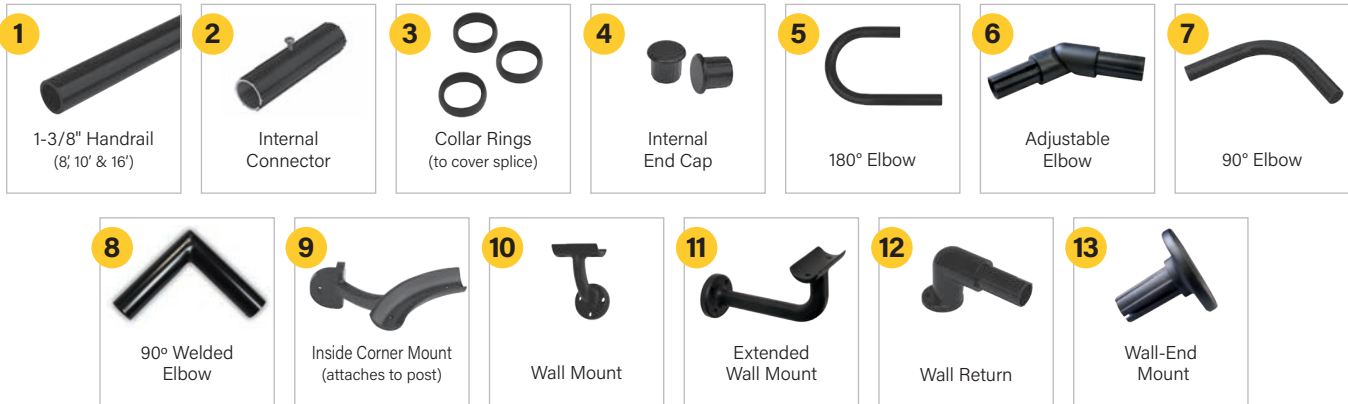 1
1-3/8" Handrail
(8', 10' & 16')
2
Internal
Connector
3
Collar Rings
(to cover splice)
4
Internal
End Cap
5
180° Elbow
6
Adjustable
Elbow
7
90° Elbow
8
90º Welded
Elbow
9
Inside Corner Mount
(attaches to post)
10
Wall Mount
11
Extended
Wall Mount
12
Wall Return
13
Wall-End
Mount